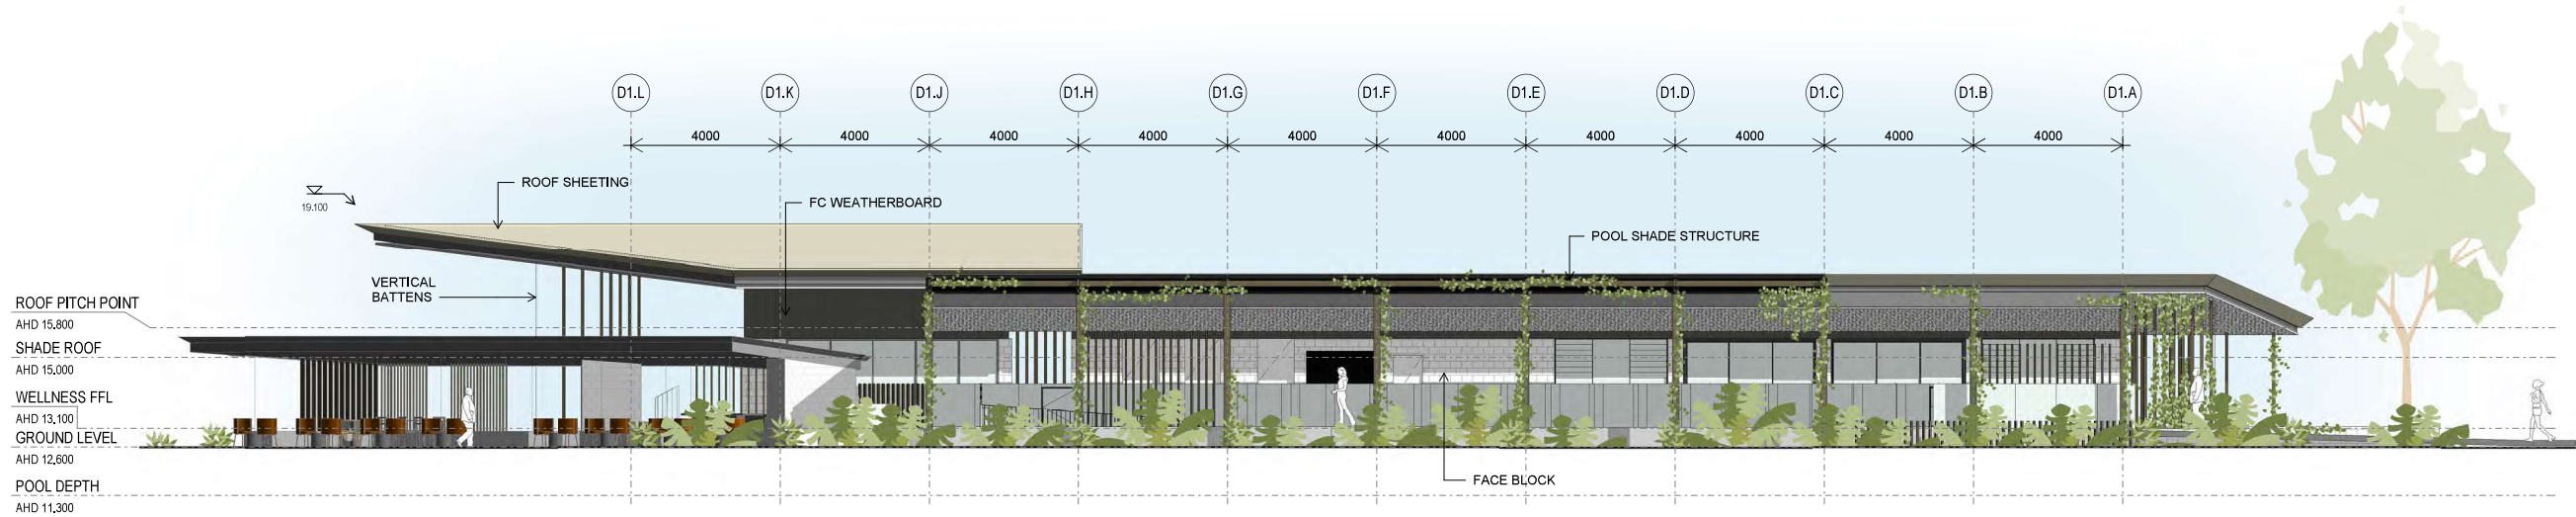 D1.L D1.K D1.J D1.H D1.G D1.F D1.E D1.D D1.C D1.B D1.A
4000 4000 4000 4000 4000 4000 4000 4000 4000 4000
ROOF SHEETING
19.100
FC WEATHERBOARD
POOL SHADE STRUCTURE
VERTICAL
BATTENS
ROOF PITCH POINT
AHD 15.800
SHADE ROOF
AHD 15.000
WELLNESS FFL
AHD 13.100
GROUND LEVEL
AHD 12.600
FACE BLOCK
POOL DEPTH
AHD 11.300